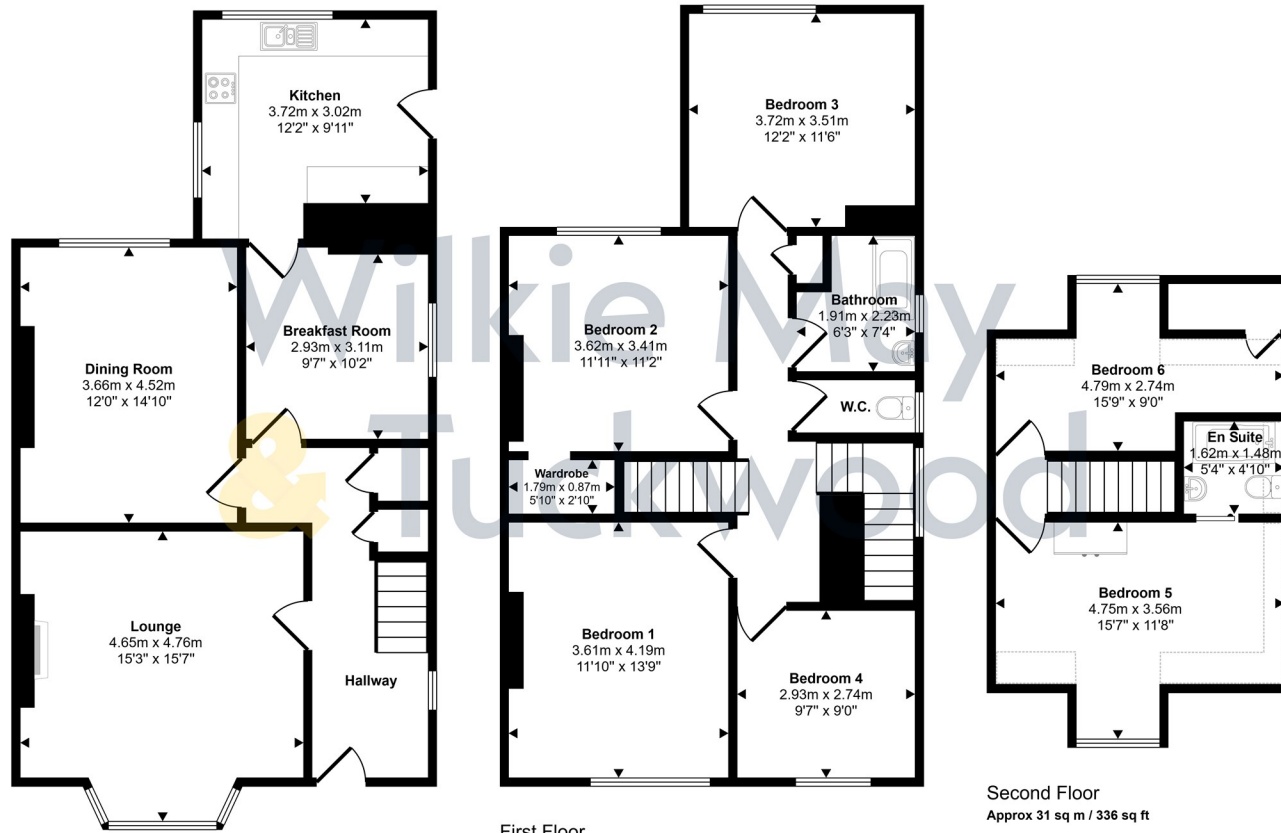 Kitchen
3.72m x 3.02m
12'2" x 9'11"
Breakfast Room
2.93m x 3.11m
9'7" x 10'2"
Dining Room
3.66m x 4.52m
12'0" x 14'10"
Lounge
4.65m x 4.76m
15'3" x 15'7"
Hallway
Bedroom 3
3.72m x 3.51m
12'2" x 11'6"
Bedroom 2
3.62m x 3.41m
11'11" x 11'2"
Bathroom
1.91m x 2.23m
6'3" x 7'4"
W.C.
Wardrobe
1.79m x 0.87m
5'10" x 2'10"
Bedroom 1
3.61m x 4.19m
11'10" x 13'9"
Bedroom 4
2.93m x 2.74m
9'7" x 9'0"
First Floor
Bedroom 6
4.79m x 2.74m
15'9" x 9'0"
En Suite
1.62m x 1.48m
5'4" x 4'10"
Bedroom 5
4.75m x 3.56m
15'7" x 11'8"
Second Floor
Approx 31 sq m / 336 sq ft
Wilkie May
& Tuckwood